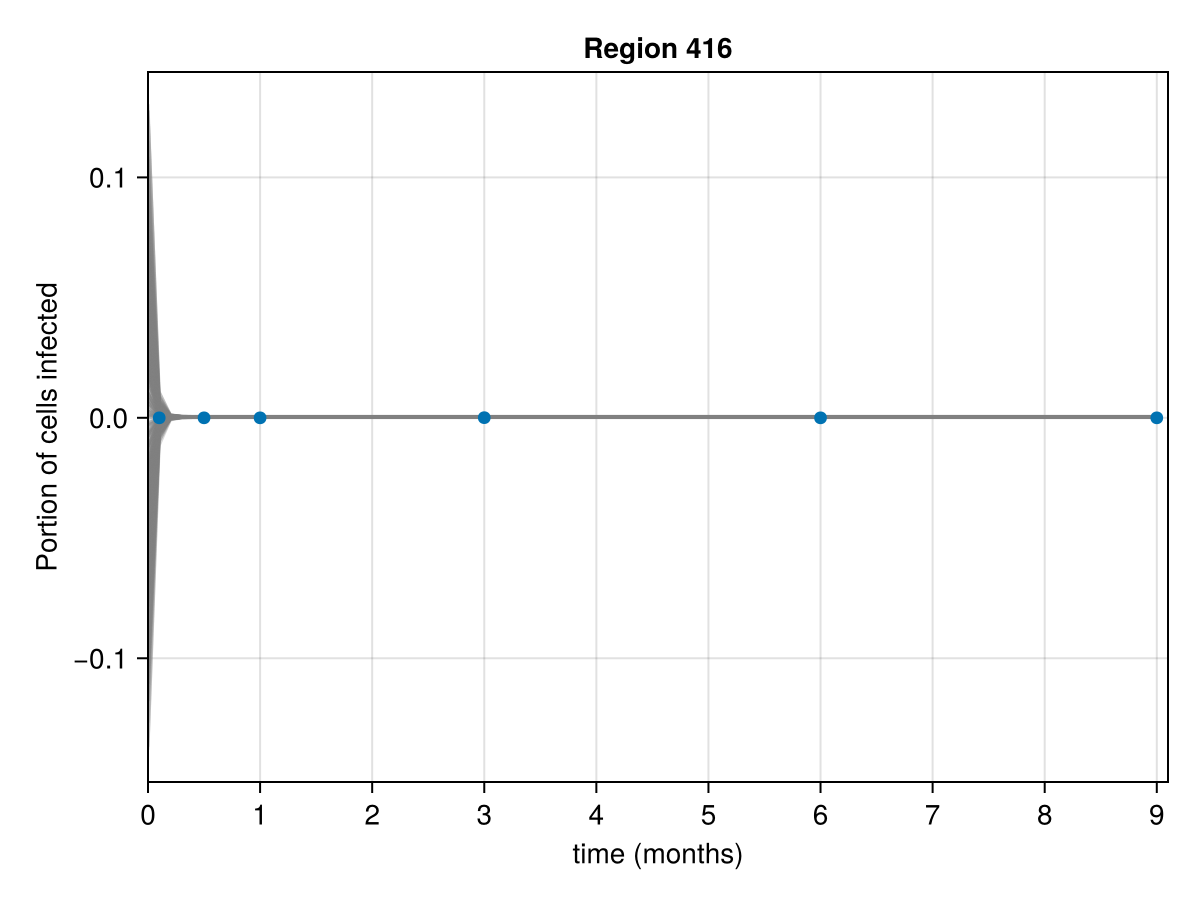 Region 416
Portion of cells infected
0.1
0.0
−0.1
0 1 2 3 4 5 6 7 8 9
time (months)